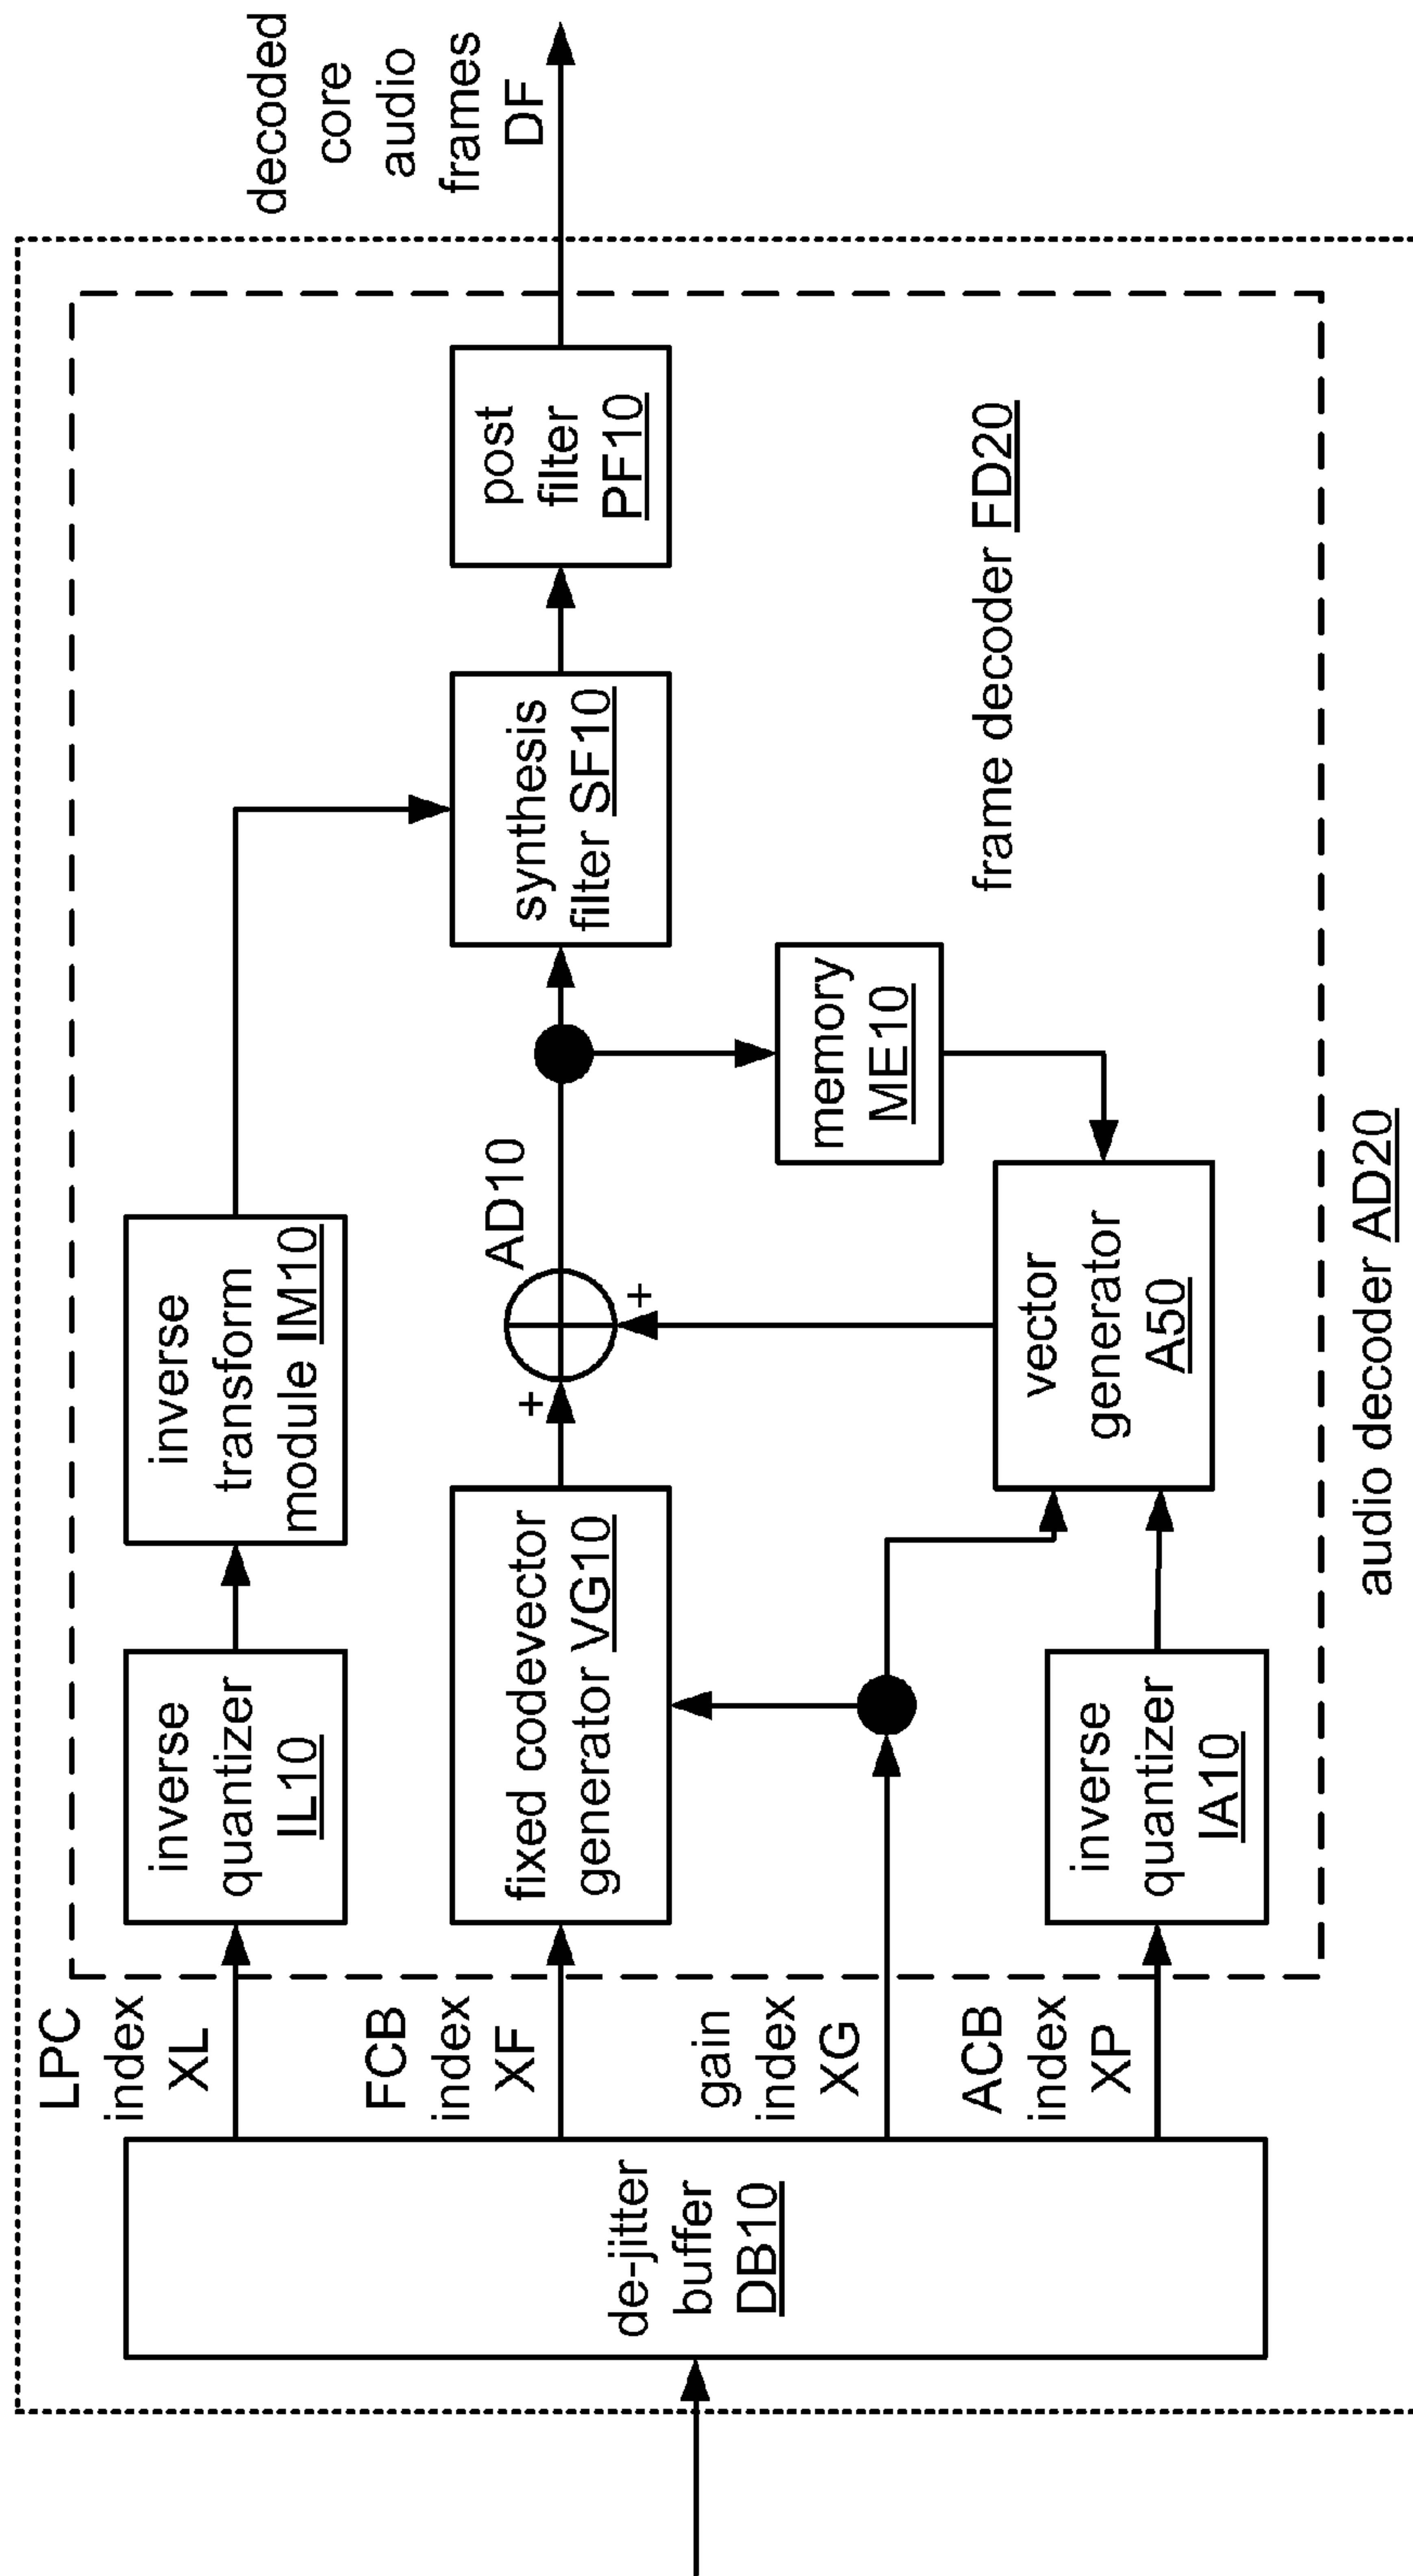 de-jitter
buffer
DB10
LPC
index
XL
FCB
index
XF
gain
index
XG
ACB
index
XP
inverse
quantizer
IL10
inverse
transform
module IM10
fixed codevector
generator VG10
+
+
AD10
inverse
quantizer
IA10
vector
generator
A50
memory
ME10
synthesis
filter SF10
post
filter
PF10
decoded
core
audio
frames
DF
frame decoder FD20
audio decoder AD20